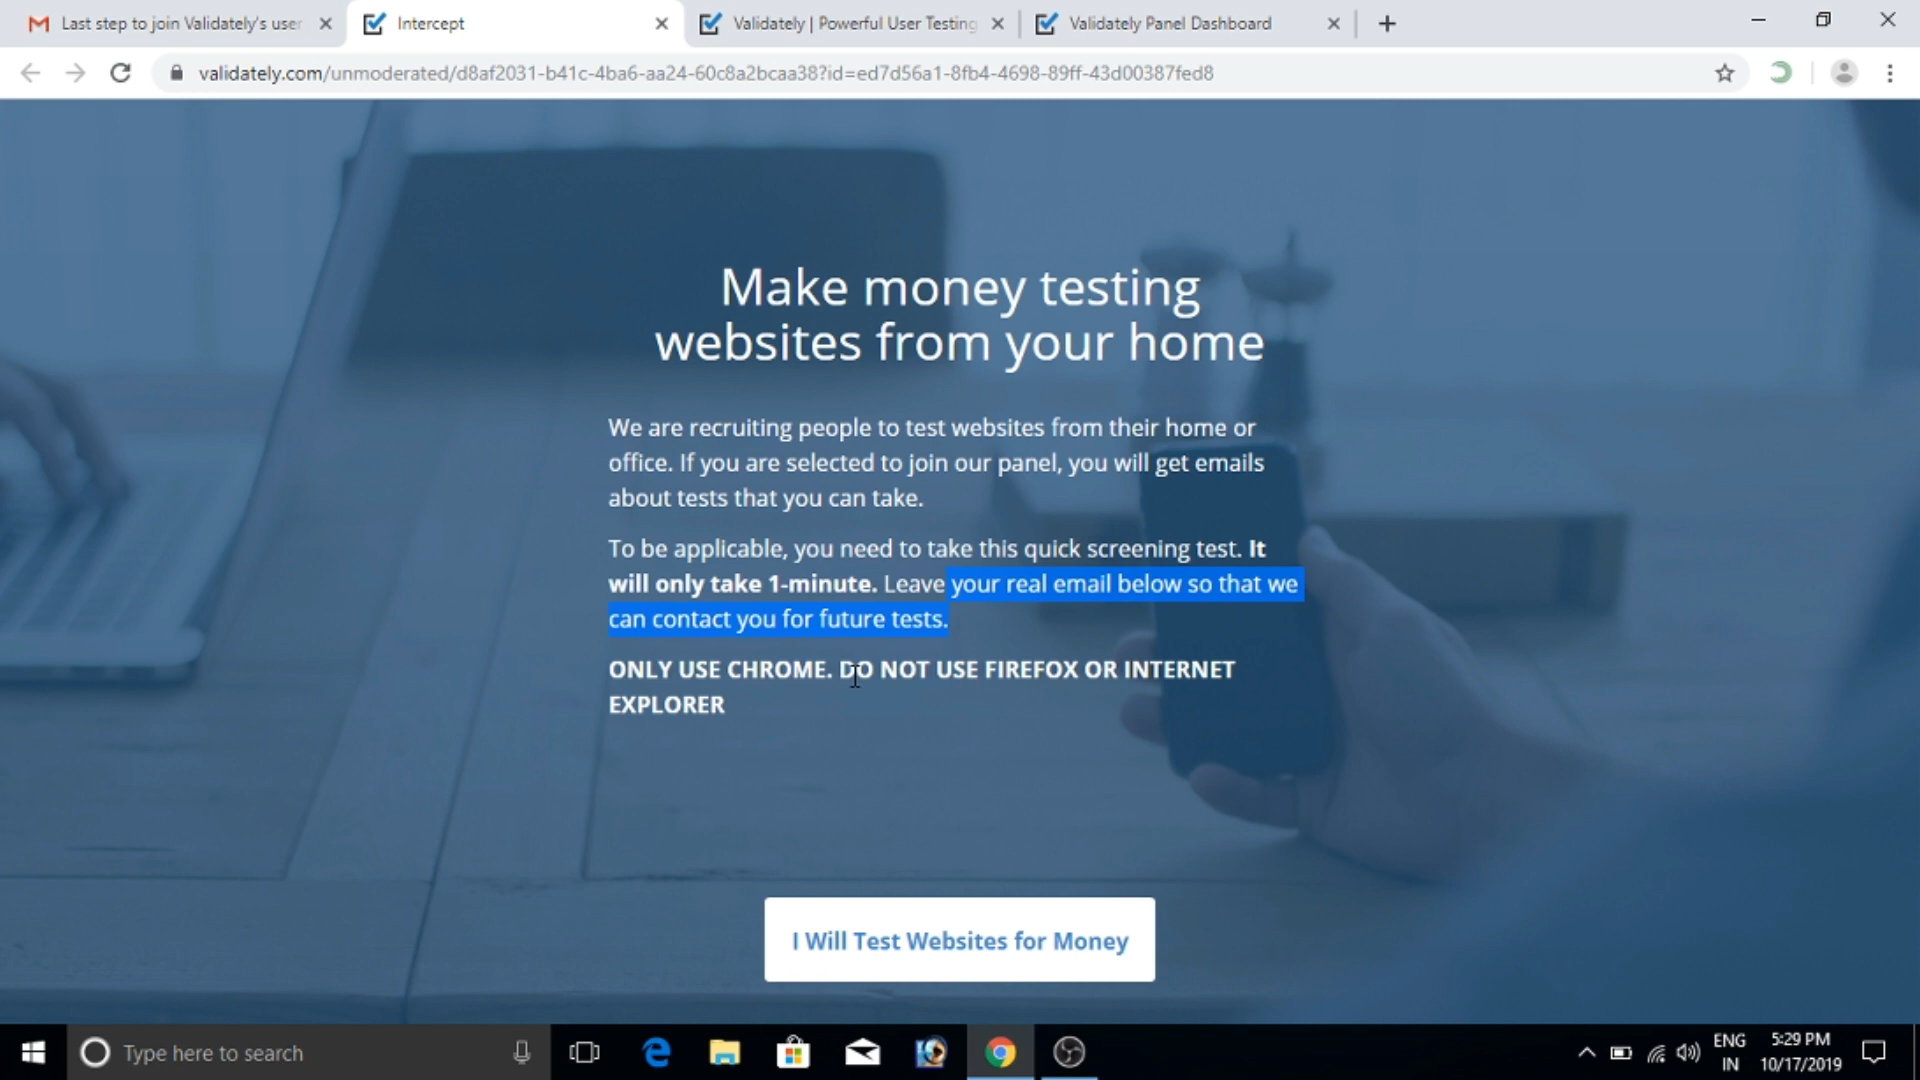 Last step to join Validately's user
Intercept
Validately | Powerful User Testing
Validately Panel Dashboard
validately.com/unmoderated/d8af2031-b41c-4ba6-aa24-60c8a2bcaa38?id=ed7d56a1-8fb4-4698-89ff-43d00387fed8
Make money testing
websites from your home
We are recruiting people to test websites from their home or
office. If you are selected to join our panel, you will get emails
about tests that you can take.
To be applicable, you need to take this quick screening test. It
will only take 1-minute. Leave your real email below so that we
can contact you for future tests.
ONLY USE CHROME. DO NOT USE FIREFOX OR INTERNET
EXPLORER
I Will Test Websites for Money
Type here to search
ENG
IN
5:29 PM
10/17/2019